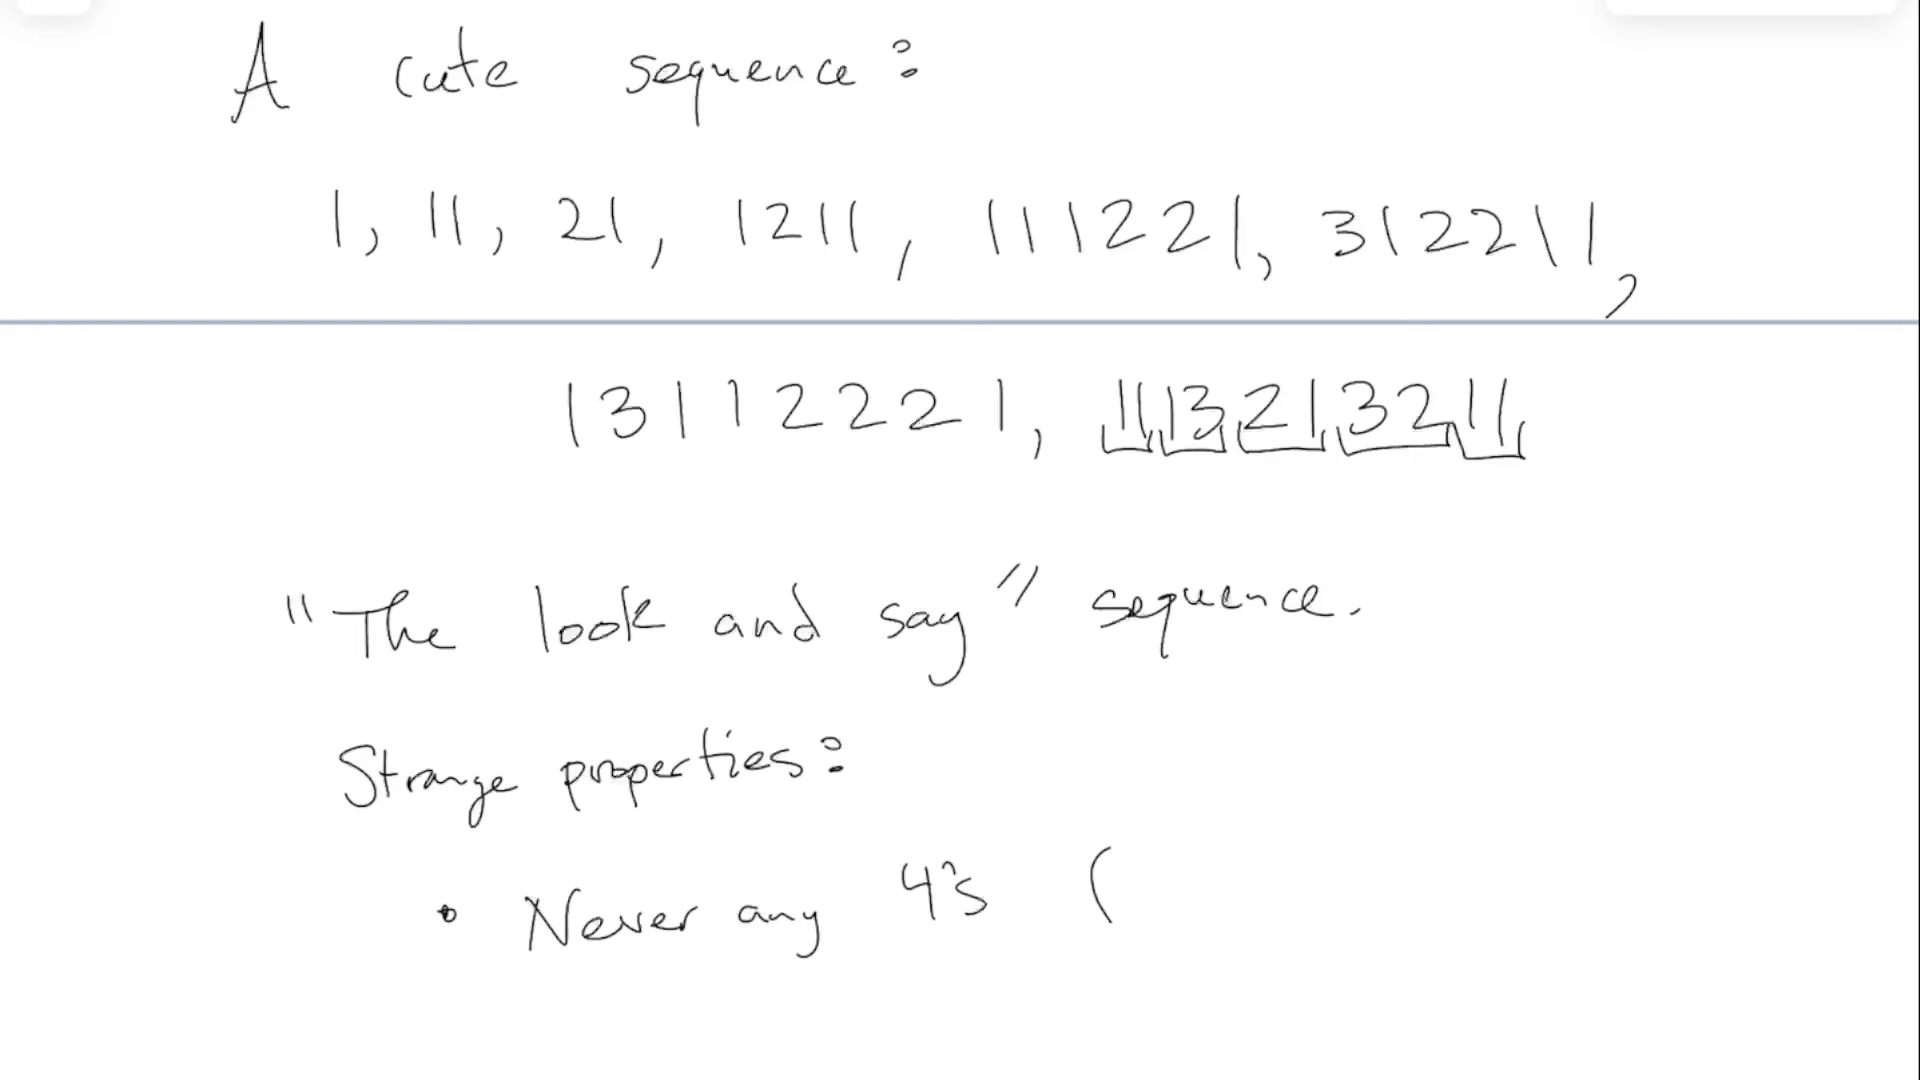 A cute sequence:
1, 11, 21, 1211, 111221, 312211,
13112221, 1113213211,
"The look and say" sequence.
Strange properties:
• Never any 4's (